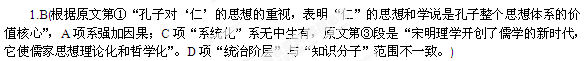 1.B(根据原文第①“孔子对‘仁’的思想的重视，表明“仁”的思想和学说是孔子整个思想体系的价
值核心”，A项系强加因果；C项“系统化”系无中生有，原文第③段是“宋明理学开创了儒学的新时代，
它使儒家思想理论化和哲学化”。D项“统治阶层”与“知识分子”范围不一致。)